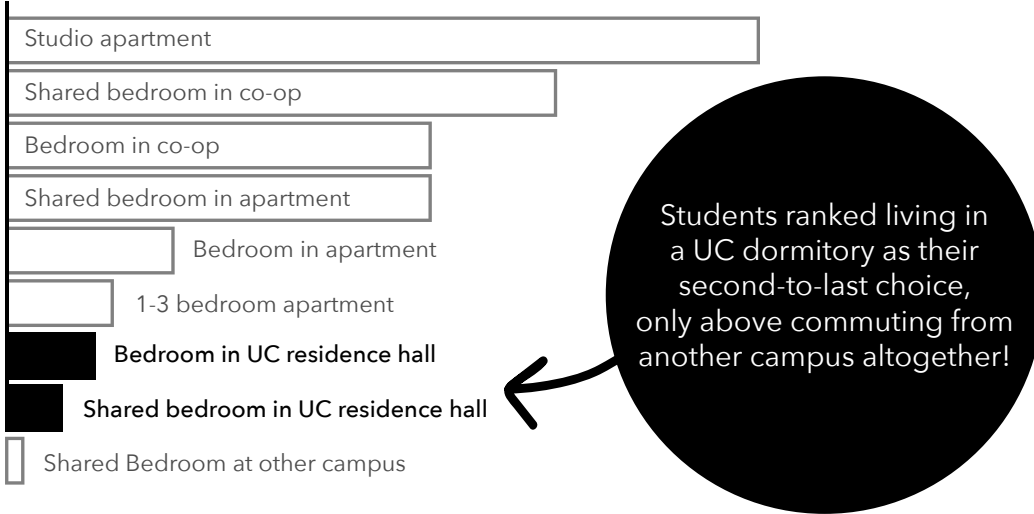 Studio apartment
Shared bedroom in co-op
Bedroom in co-op
Shared bedroom in apartment
Bedroom in apartment
1-3 bedroom apartment
Bedroom in UC residence hall
Shared bedroom in UC residence hall
Shared Bedroom at other campus
Students ranked living in
a UC dormitory as their
second-to-last choice,
only above commuting from
another campus altogether!